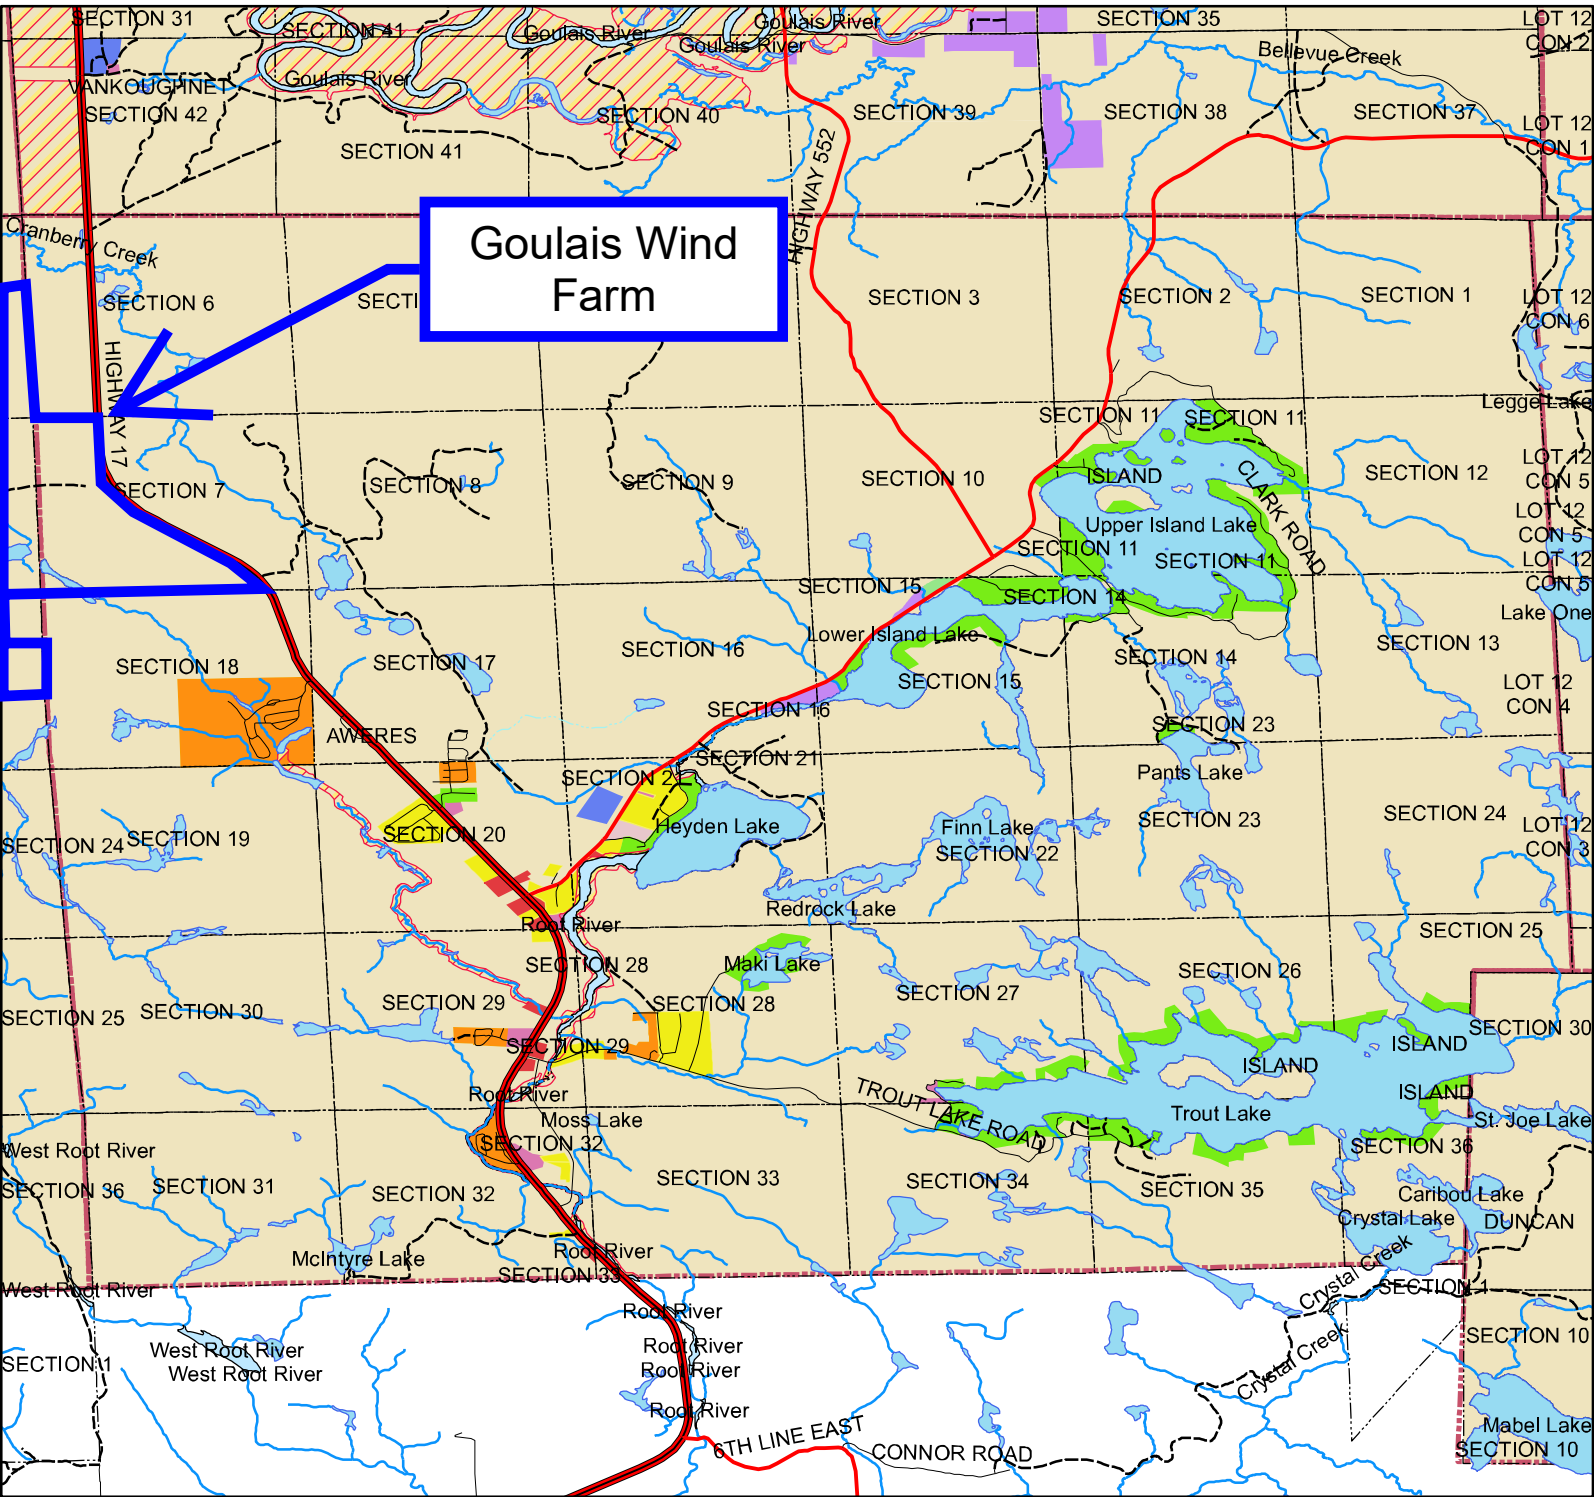 SECTION 31
SECTION 41
Goulais River
Goulais River
Goulais River
SECTION 35
LOT 12
CON 2
Bellevue Creek
VANKOUGHNET
Goulais River
SECTION 42
SECTION 40
SECTION 39
SECTION 38
SECTION 37
LOT 12
CON 1
SECTION 41
HIGHWAY 552
Cranberry Creek
Goulais Wind
Farm
SECTION 6
SECTI
SECTION 3
SECTION 2
SECTION 1
LOT 12
CON 6
HIGHWAY 17
SECTION 11
SECTION 11
Legge Lake
SECTION 7
SECTION 8
SECTION 9
SECTION 10
ISLAND
CLARK ROAD
SECTION 12
LOT 12
CON 5
Upper Island Lake
LOT 12
CON 5
SECTION 11
SECTION 11
LOT 12
CON 5
SECTION 15
SECTION 14
Lake One
Lower Island Lake
SECTION 18
SECTION 17
SECTION 16
SECTION 15
SECTION 14
SECTION 13
LOT 12
CON 4
SECTION 16
SECTION 23
AWERES
SECTION 21
SECTION 21
Pants Lake
SECTION 24
SECTION 19
SECTION 20
Heyden Lake
Finn Lake
SECTION 22
SECTION 23
SECTION 24
LOT 12
CON 3
Redrock Lake
Root River
SECTION 25
SECTION 28
Maki Lake
SECTION 26
SECTION 25
SECTION 30
SECTION 29
SECTION 28
SECTION 27
SECTION 30
SECTION 29
ISLAND
ISLAND
ISLAND
Root River
TROUT LAKE ROAD
Trout Lake
St. Joe Lake
Moss Lake
West Root River
SECTION 32
SECTION 36
SECTION 36
SECTION 31
SECTION 32
SECTION 33
SECTION 34
SECTION 35
Caribou Lake
Crystal Lake
DUNCAN
McIntyre Lake
Root River
SECTION 33
Crystal Creek
SECTION 1
West Root River
Root River
SECTION 1
West Root River
West Root River
Root River
Root River
Crystal Creek
SECTION 10
Root River
6TH LINE EAST
CONNOR ROAD
Mabel Lake
SECTION 10